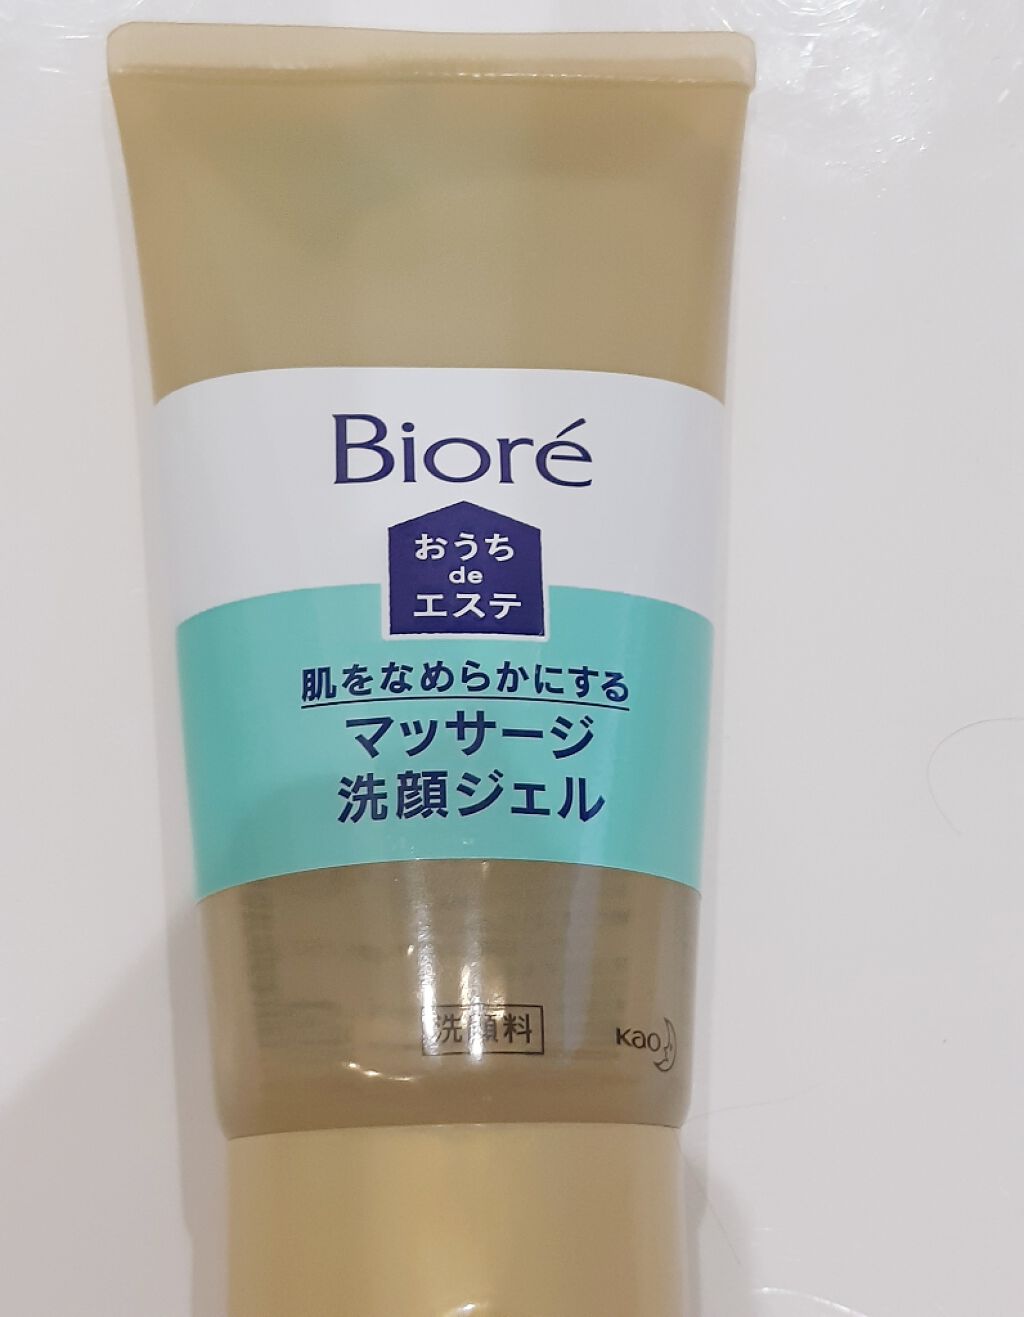 Bioré
おうち
de
エステ
肌をなめらかにする
マッサージ
洗顔ジェル
洗顔料
Kao